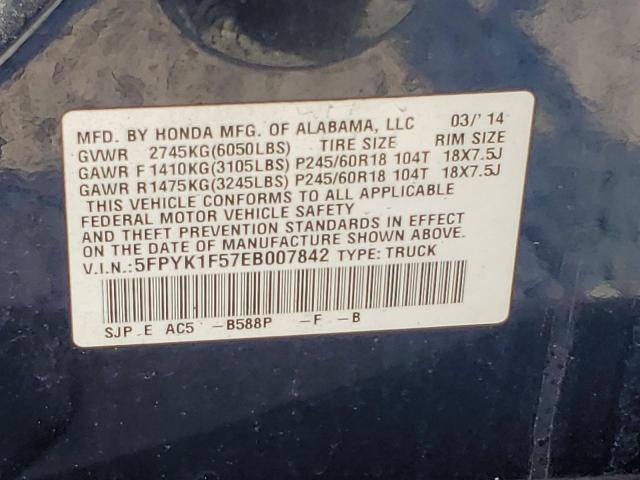 MFD. BY HONDA MFG. OF ALABAMA, LLC 03/'14
GVWR 2745KG(6050LBS) TIRE SIZE RIM SIZE
GAWR F1410KG(3105LBS) P245/60R18 104T 18X7.5J
GAWR R1475KG(3245LBS) P245/60R18 104T 18X7.5J
THIS VEHICLE CONFORMS TO ALL APPLICABLE
FEDERAL MOTOR VEHICLE SAFETY
AND THEFT PREVENTION STANDARDS IN EFFECT
ON THE DATE OF MANUFACTURE SHOWN ABOVE.
V.I.N.:5FPYK1F57EB007842 TYPE:TRUCK
SJP-E AC5 -B588P -F -B